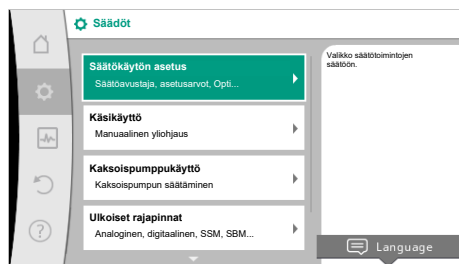 Säädöt
Säätökäytön asetus
Säätöavustaja, asetusarvot, Opti...
Käsikäyttö
Manuaalinen yliohjaus
Kaksoispumppukäyttö
Kaksoispumpun säätäminen
Ulkoiset rajapinnat
Analoginen, digitaalinen, SSM, SBM...
Valikko säätötoimintojen
säätöön.
Language